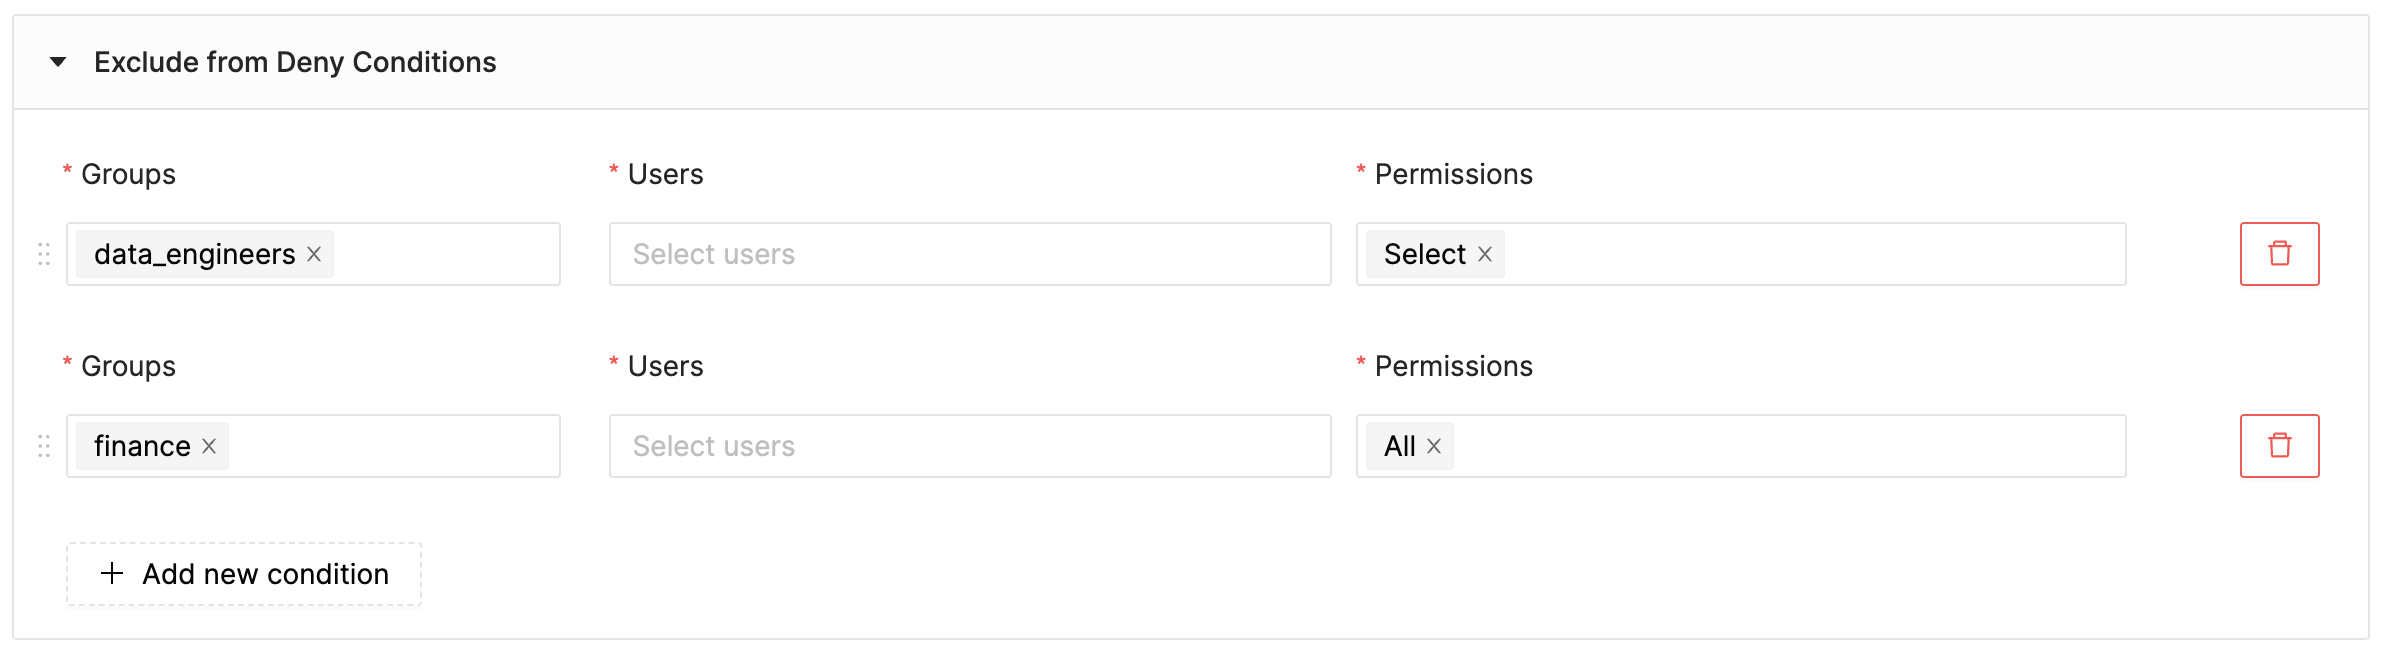 Exclude from Deny Conditions
* Groups * Users * Permissions
data_engineers Select users Select
* Groups * Users * Permissions
finance Select users All
Add new condition